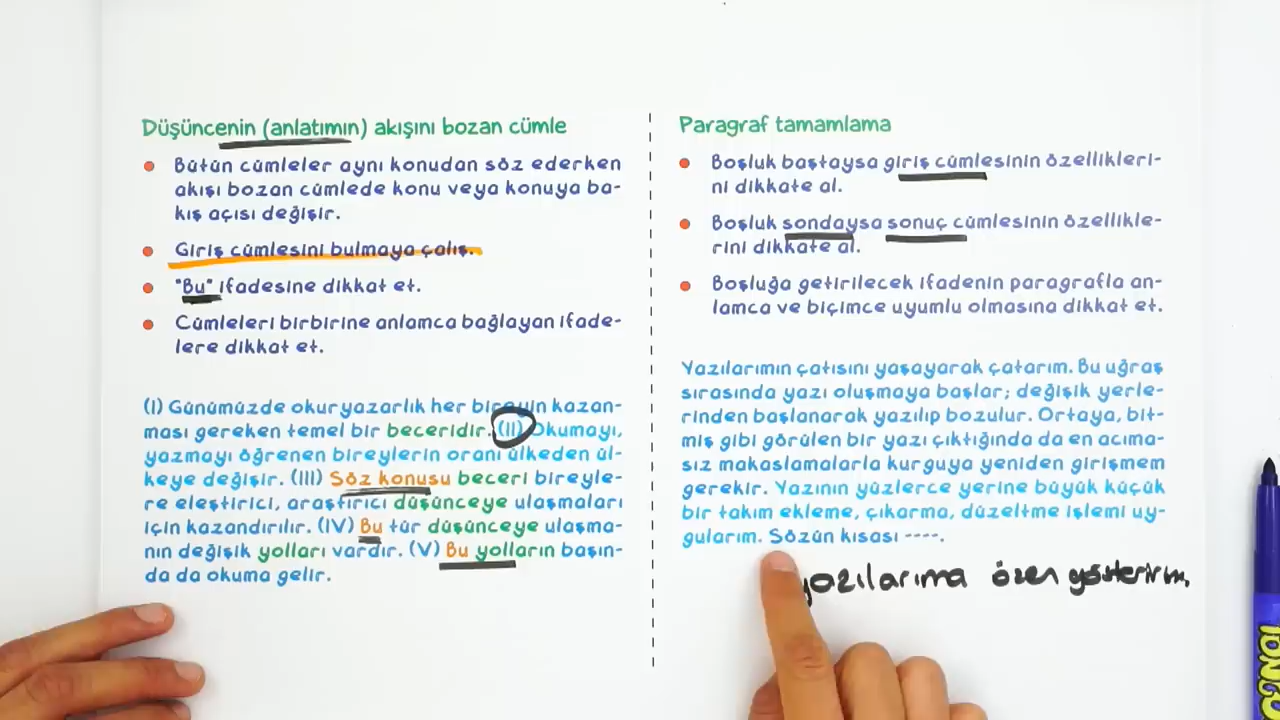 Düşüncenin (anlatımın) akışını bozan cümle
Bütün cümleler aynı konudan söz ederken
akışı bozan cümlede konu veya konuya ba-
kış açısı değişir.
Giriş cümlesini bulmaya çalış.
"Bu" ifadesine dikkat et.
Cümleleri birbirine anlamca bağlayan ifade-
lere dikkat et.
(I) Günümüzde okuryazarlık her bireyin kazan-
ması gereken temel bir beceridir. (II) Okumayı,
yazmayı öğrenen bireylerin oranı ülkeden ül-
keye değişir. (III) Söz konusu beceri bireyle-
re eleştirici, araştırıcı düşünceye ulaşmaları
için kazandırılır. (IV) Bu tür düşünceye ulaşma-
nın değişik yolları vardır. (V) Bu yolların başın-
da da okuma gelir.
Paragraf tamamlama
Boşluk baştaysa giriş cümlesinin özellikleri-
ni dikkate al.
Boşluk sondaysa sonuç cümlesinin özellikle-
rini dikkate al.
Boşluğa getirilecek ifadenin paragrafla an-
lamca ve biçimce uyumlu olmasına dikkat et.
Yazılarımın çatısını yaşayarak çatarım. Bu uğraş
sırasında yazı oluşmaya başlar; değişik yerle-
rinden başlanarak yazılıp bozulur. Ortaya, bit-
miş gibi görülen bir yazı çıktığında da en acıma-
sız makaslamalarla kurguya yeniden girişmem
gerekir. Yazının yüzlerce yerine büyük küçük
bir takım ekleme, çıkarma, düzeltme işlemi uy-
gularım. Sözün kısası ----.
yazılarıma özen gösteririm.